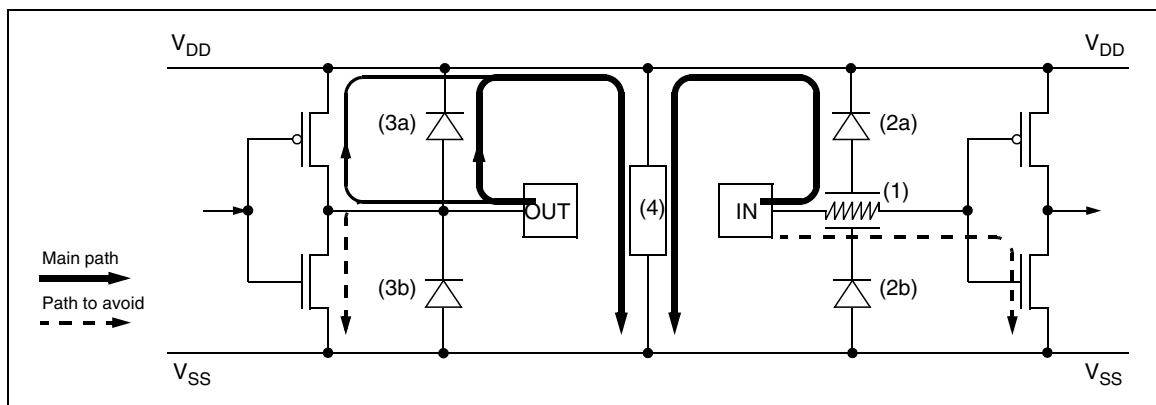 VDD VDD
(3a) (2a)
(1)
OUT (4) IN
Main path
Path to avoid
(3b) (2b)
VSS VSS